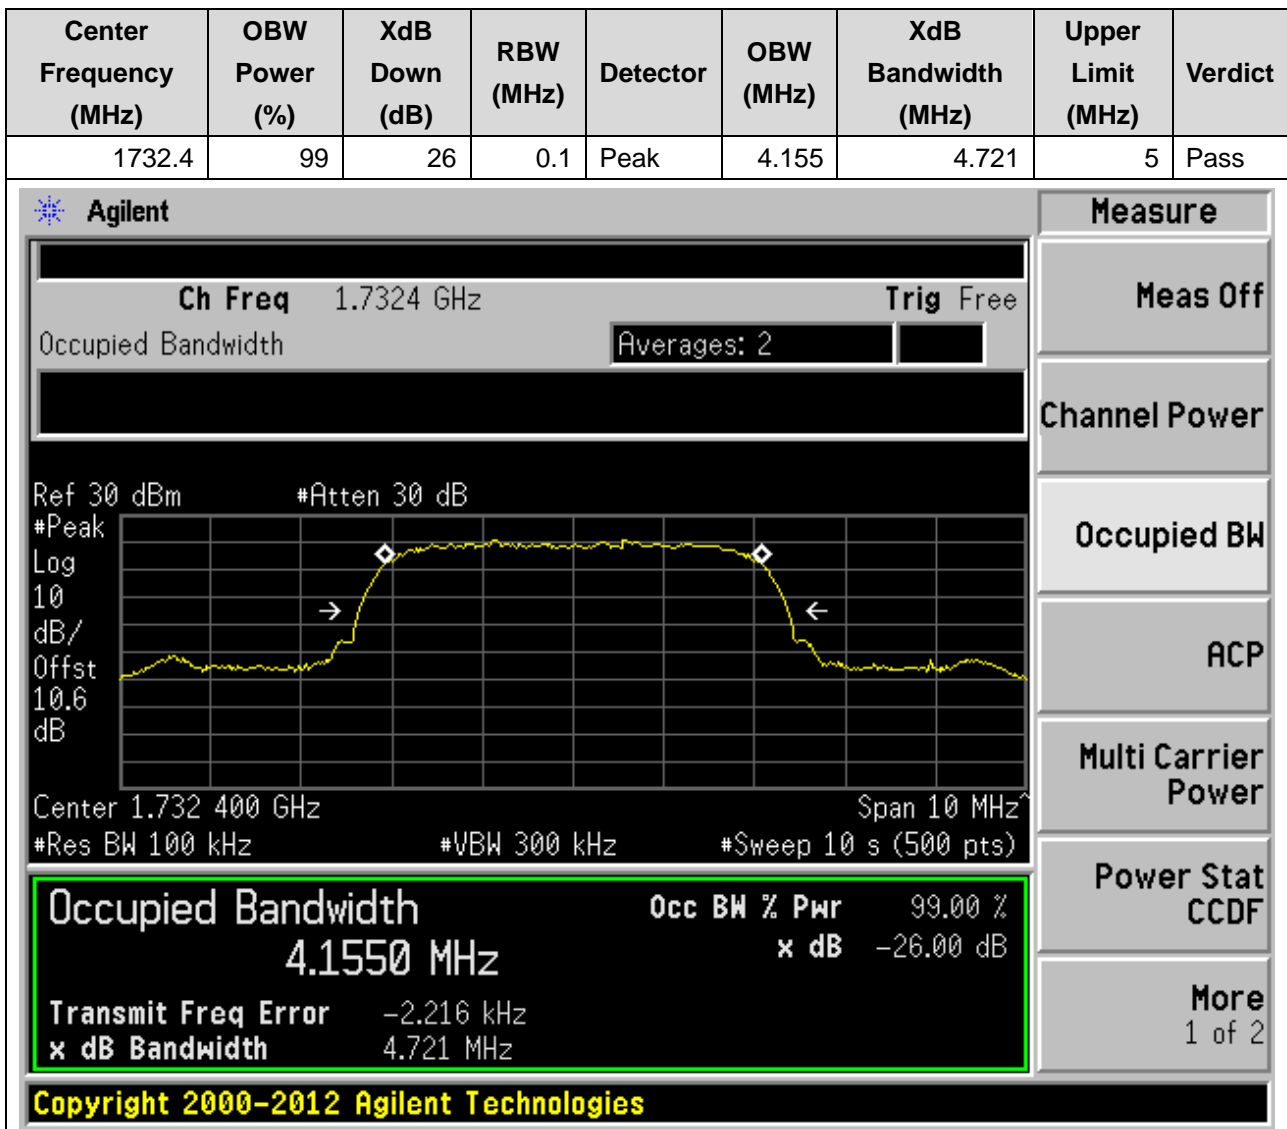 Center Frequency (MHz) OBW Power (%) XdB Down (dB) RBW (MHz) Detector OBW (MHz) XdB Bandwidth (MHz) Upper Limit (MHz) Verdict
1732.4 99 26 0.1 Peak 4.155 4.721 5 Pass
Agilent
Measure
Ch Freq 1.7324 GHz Trig Free
Meas Off
Occupied Bandwidth Averages: 2
Channel Power
Ref 30 dBm #Atten 30 dB
#Peak
Occupied BW
Log
10
dB/
Offst
10.6
dB
ACP
Multi Carrier
Power
Center 1.732 400 GHz Span 10 MHz^
#Res BW 100 kHz #VBW 300 kHz #Sweep 10 s (500 pts)
Power Stat
CCDF
Occupied Bandwidth Occ BW % Pwr 99.00 %
4.1550 MHz x dB -26.00 dB
Transmit Freq Error -2.216 kHz
x dB Bandwidth 4.721 MHz
More
1 of 2
Copyright 2000-2012 Agilent Technologies